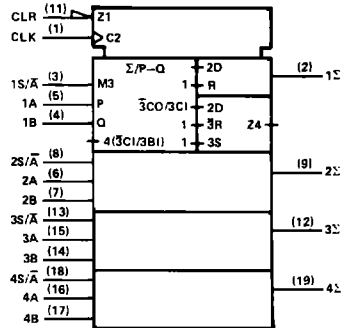 CLR (11) Z1
CLK (1) C2
Σ/P–Q 2D (2) 1Σ
1S/A̅ (3) M3 1 R
1A (5) P 3̅CO/3CI 2D
1B (4) Q 1 3̅R Z4
4(3̅CI/3BI) 1 3S
2S/A̅ (8) (9) 2Σ
2A (6)
2B (7)
3S/A̅ (13) (12) 3Σ
3A (15)
3B (14)
4S/A̅ (18) (19) 4Σ
4A (16)
4B (17)